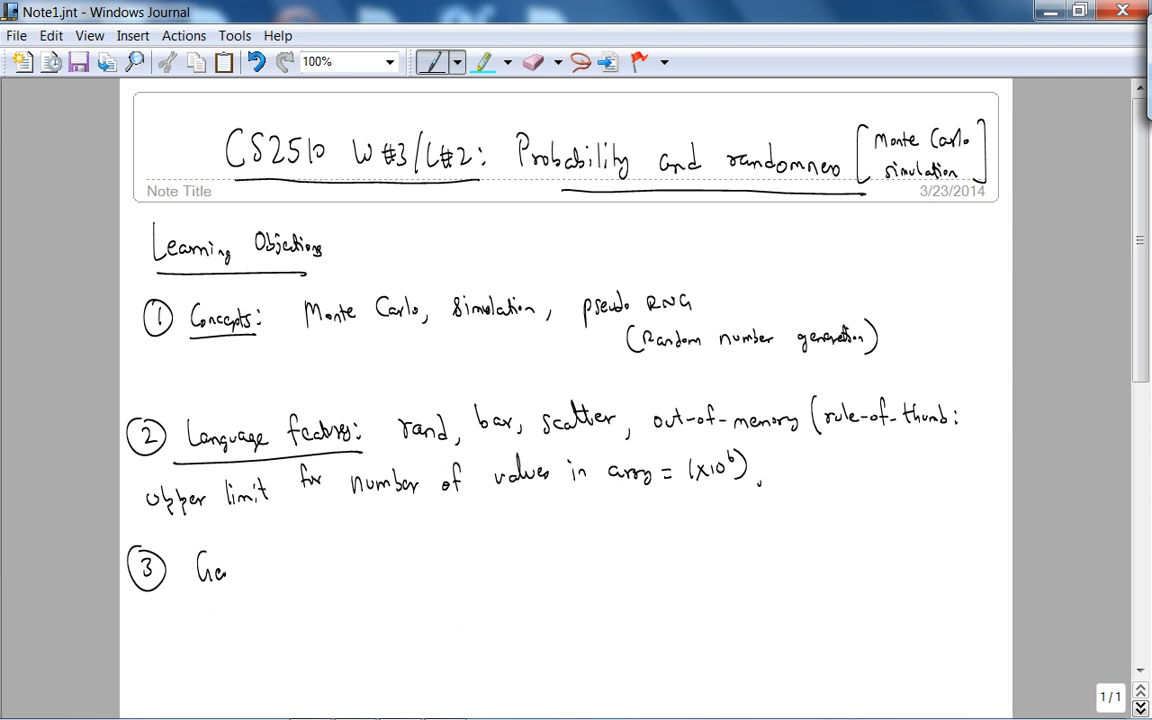 Note1.jnt - Windows Journal
File Edit View Insert Actions Tools Help
100%
CS2510 W#3/L#2: Probability and randomness [Monte Carlo
simulation]
Note Title
3/23/2014
Learning Objectives
① Concepts: Monte Carlo, Simulation, pseudo RNG
(Random number generation)
② Language features: rand, bar, scatter, out-of-memory (rule-of-thumb:
upper limit for number of values in array = 1x10^6).
③ Ge
1/1